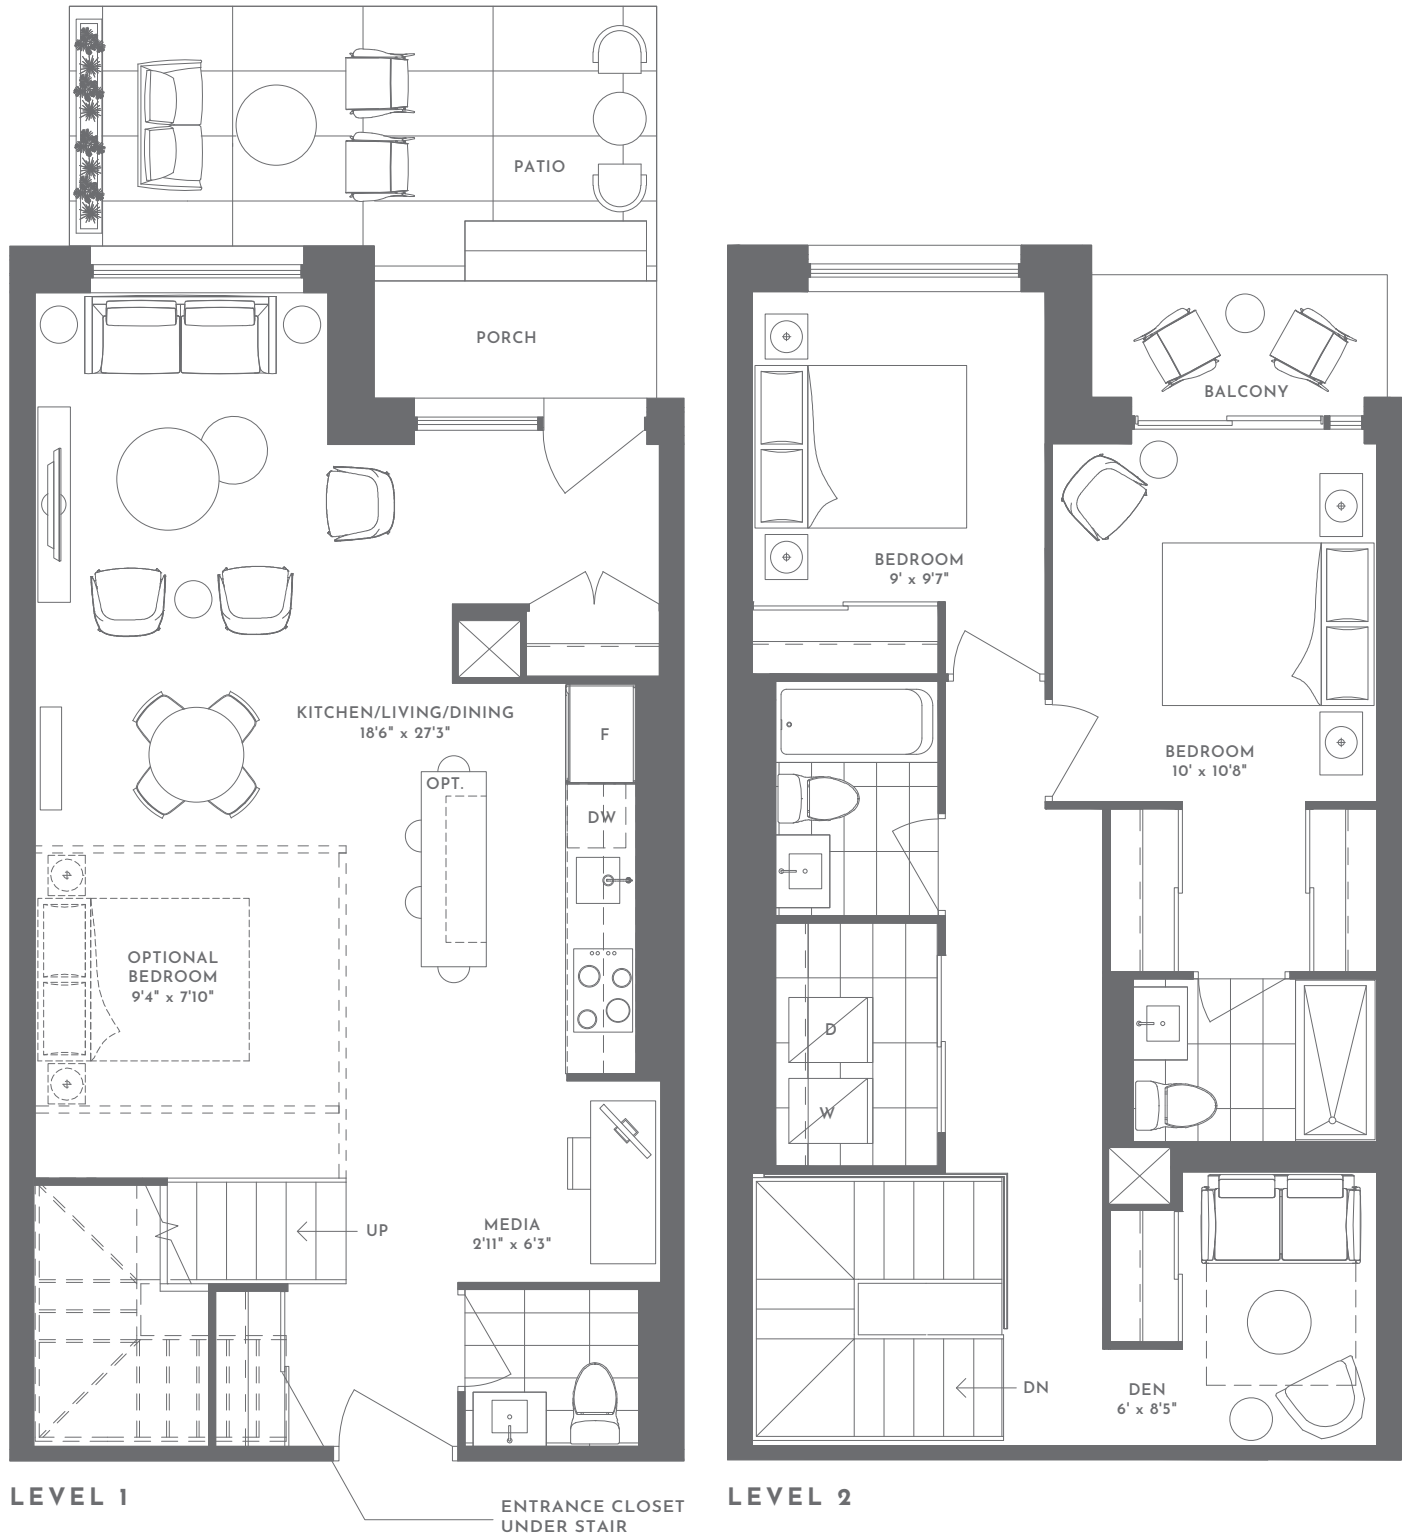 PATIO
PORCH
KITCHEN/LIVING/DINING
18'6" x 27'3"
F
OPT.
DW
OPTIONAL
BEDROOM
9'4" x 7'10"
UP
MEDIA
2'11" x 6'3"
LEVEL 1
ENTRANCE CLOSET
UNDER STAIR
BALCONY
BEDROOM
9' x 9'7"
BEDROOM
10' x 10'8"
D
W
DN
DEN
6' x 8'5"
LEVEL 2